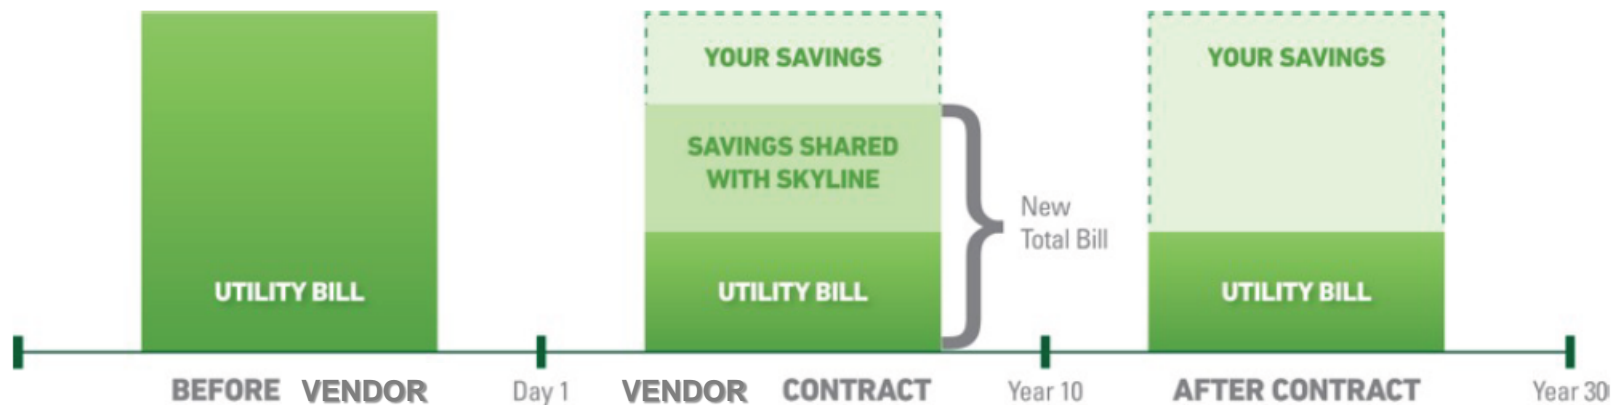 YOUR SAVINGS
YOUR SAVINGS
SAVINGS SHARED
WITH SKYLINE
New
Total Bill
UTILITY BILL
UTILITY BILL
UTILITY BILL
BEFORE VENDOR
Day 1
VENDOR CONTRACT
Year 10
AFTER CONTRACT
Year 30